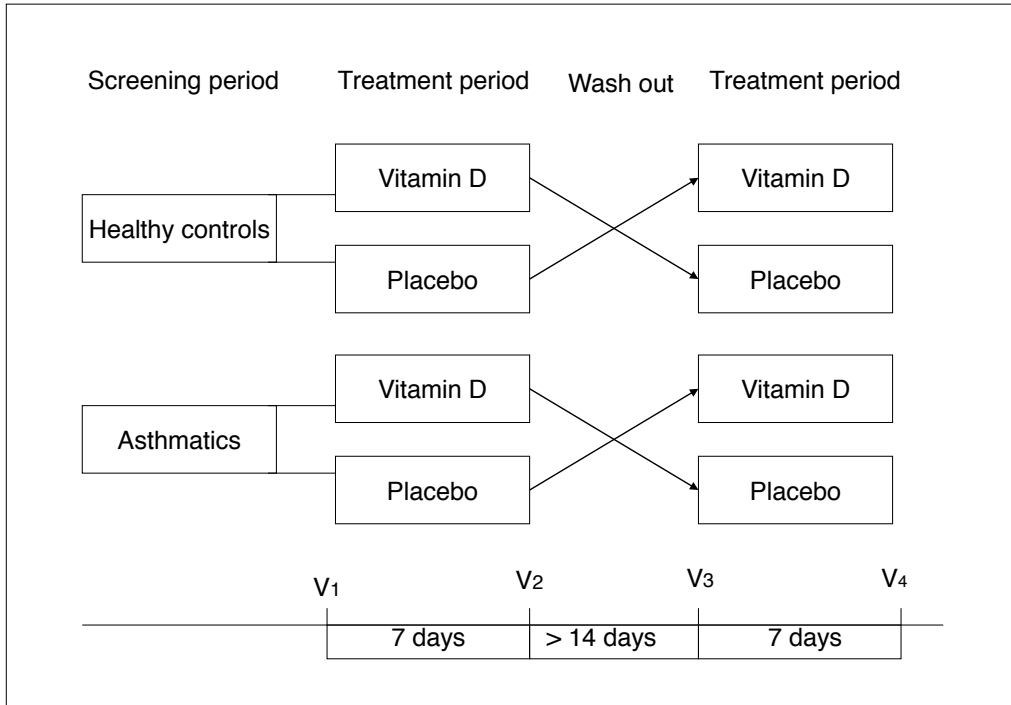 Screening period Treatment period Wash out Treatment period
Vitamin D Vitamin D
Healthy controls
Placebo Placebo
Vitamin D Vitamin D
Asthmatics
Placebo Placebo
V1 V2 V3 V4
7 days > 14 days 7 days